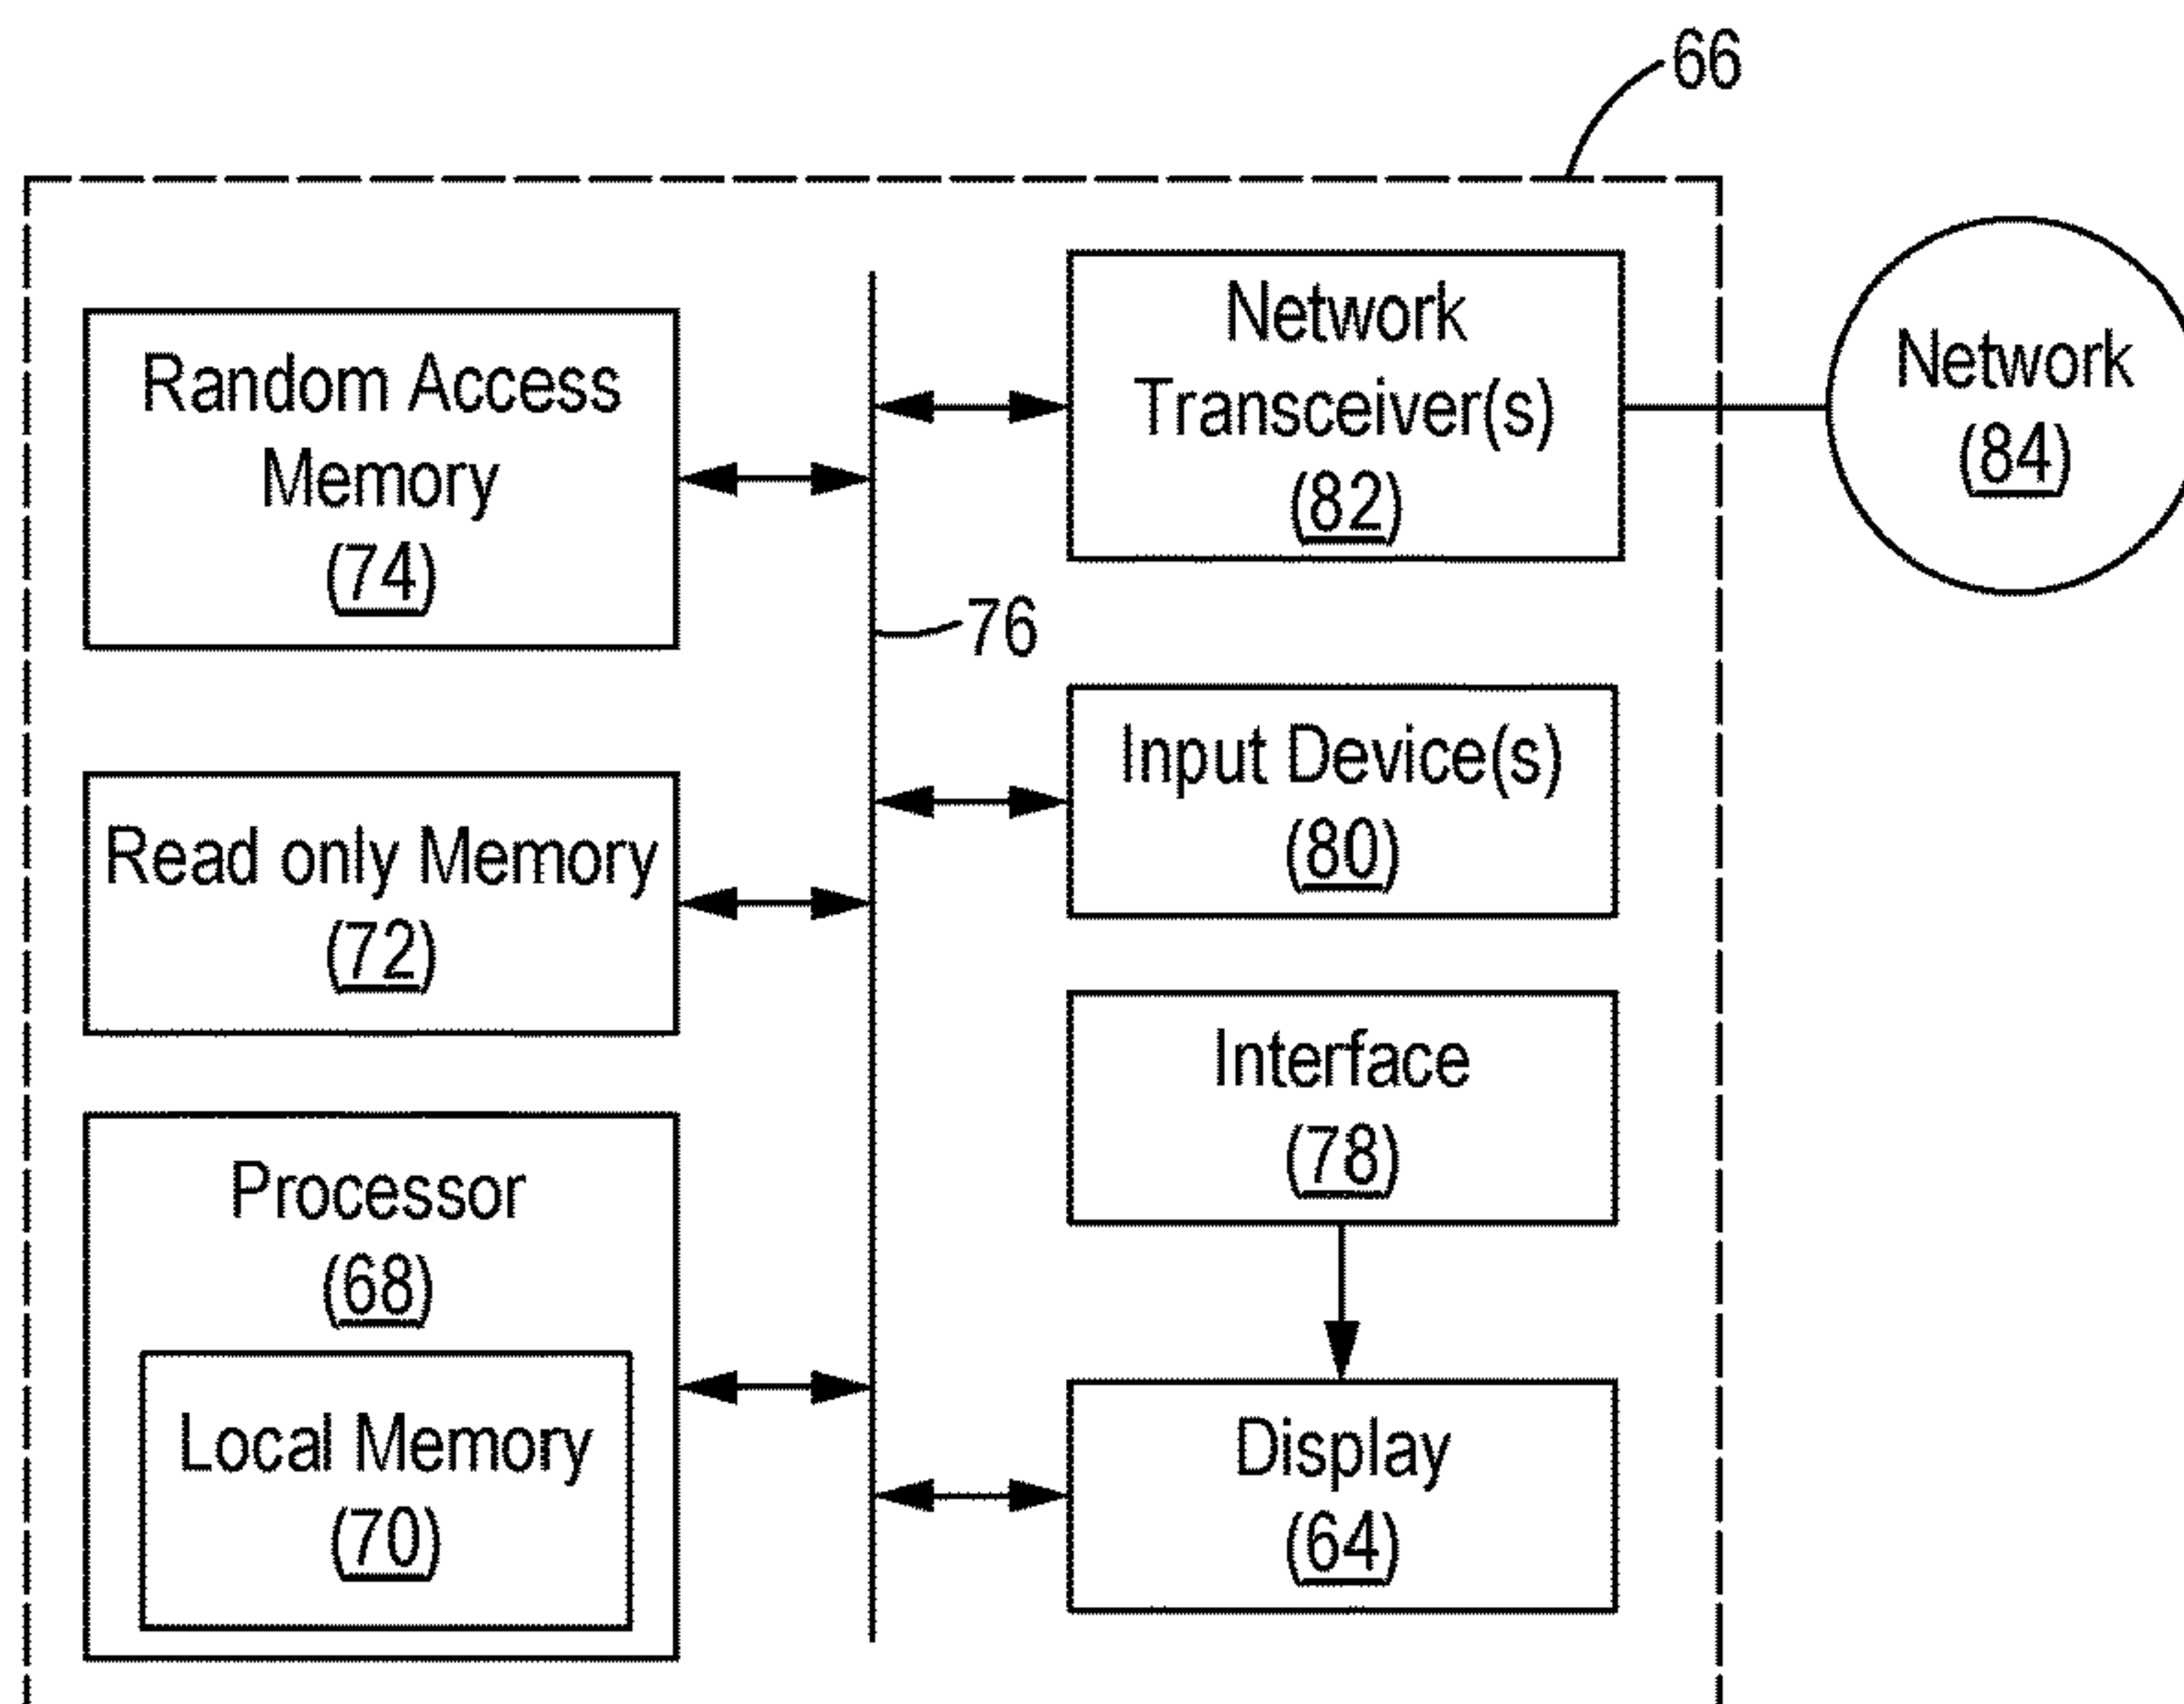 66
Random Access
Memory
(74)
Network
Transceiver(s)
(82)
Network
(84)
76
Read only Memory
(72)
Input Device(s)
(80)
Interface
(78)
Processor
(68)
Local Memory
(70)
Display
(64)